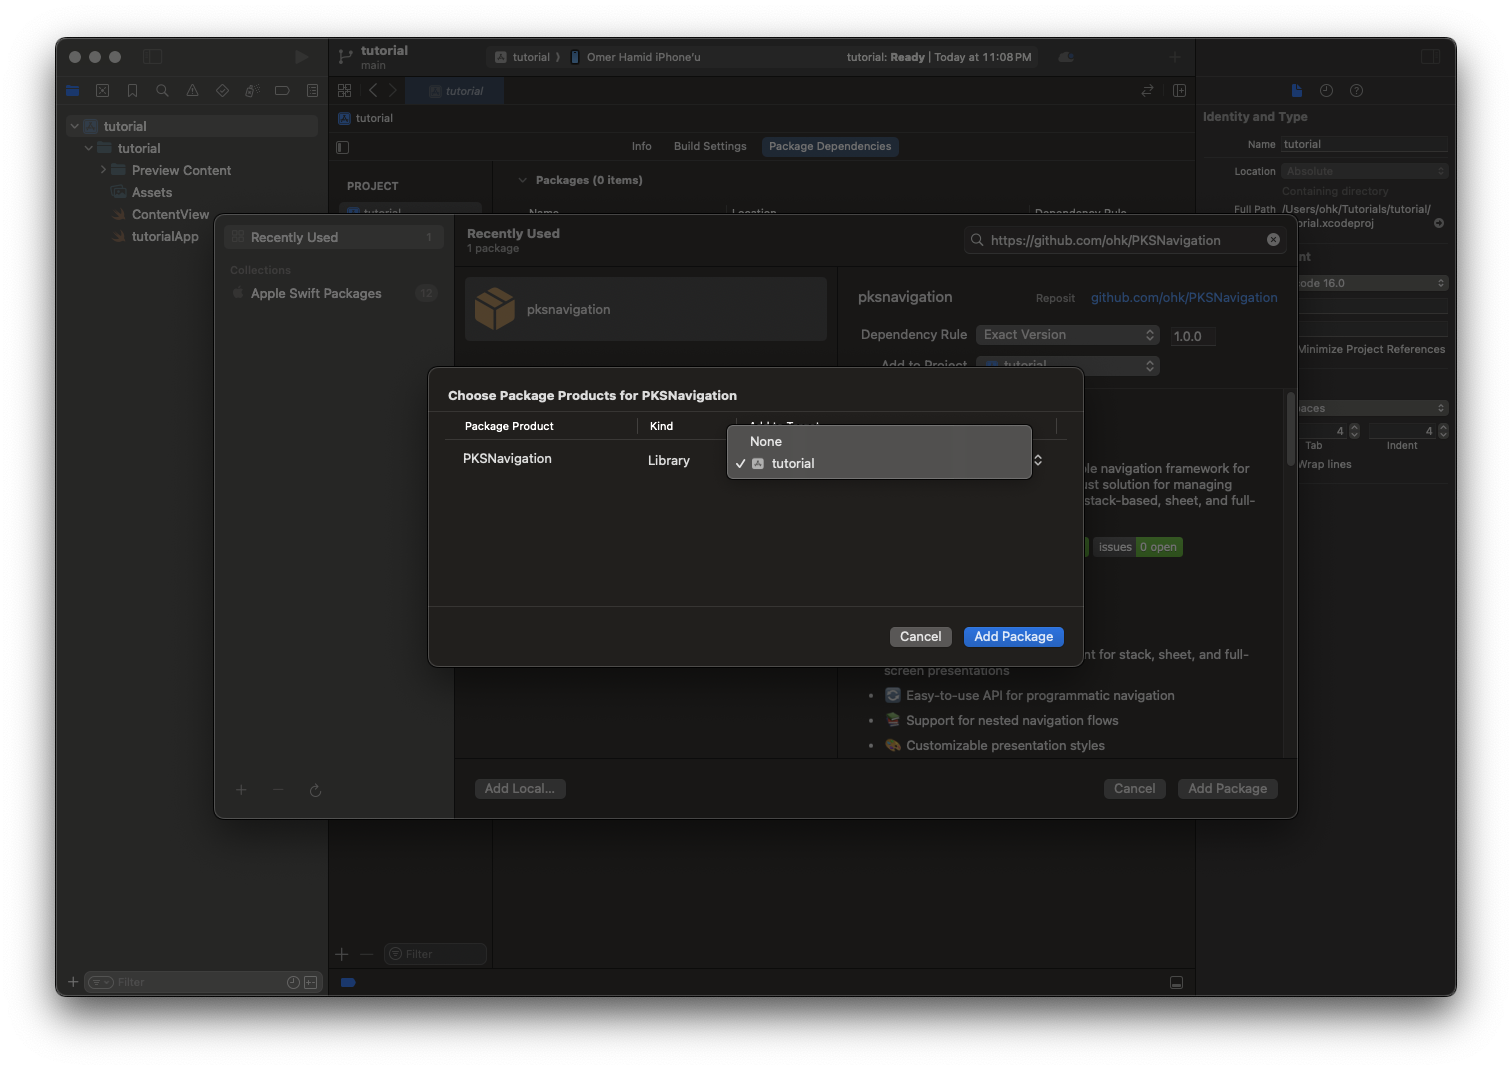 tutorial
main
tutorial
Omer Hamid iPhone'u
tutorial: Ready | Today at 11:08 PM
tutorial
tutorial
tutorial
Preview Content
Assets
ContentView
tutorialApp
tutorial
Info
Build Settings
Package Dependencies
PROJECT
tutorial
Packages (0 items)
Name
Location
Dependency Rule
Identity and Type
Name
tutorial
Location
Absolute
Containing directory
Full Path
/Users/ohk/Tutorials/tutorial/
orial.xcodeproj
nt
ode 16.0
Minimize Project References
paces
4
4
Tab
Indent
Wrap lines
Recently Used
1
Collections
Apple Swift Packages
12
Recently Used
1 package
https://github.com/ohk/PKSNavigation
pksnavigation
pksnavigation
Reposit
github.com/ohk/PKSNavigation
Dependency Rule
Exact Version
1.0.0
Add to Project
tutorial
le navigation framework for
ust solution for managing
stack-based, sheet, and full-
issues
0 open
nt for stack, sheet, and full-
screen presentations
• Easy-to-use API for programmatic navigation
• Support for nested navigation flows
• Customizable presentation styles
Choose Package Products for PKSNavigation
Package Product
Kind
Add to Target
PKSNavigation
Library
None
✓ tutorial
Cancel
Add Package
Add Local...
Cancel
Add Package
Filter
Filter